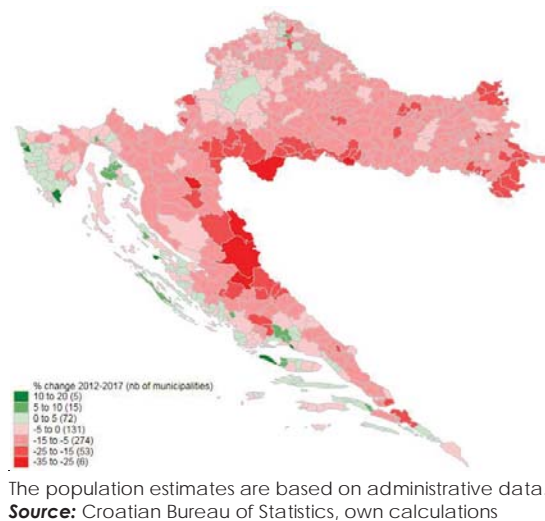 % change 2012-2017 (nb of municipalities)
10 to 20 (5)
5 to 10 (15)
0 to 5 (72)
-5 to 0 (131)
-15 to -5 (274)
-25 to -15 (53)
-35 to -25 (6)
The population estimates are based on administrative data
Source: Croatian Bureau of Statistics, own calculations